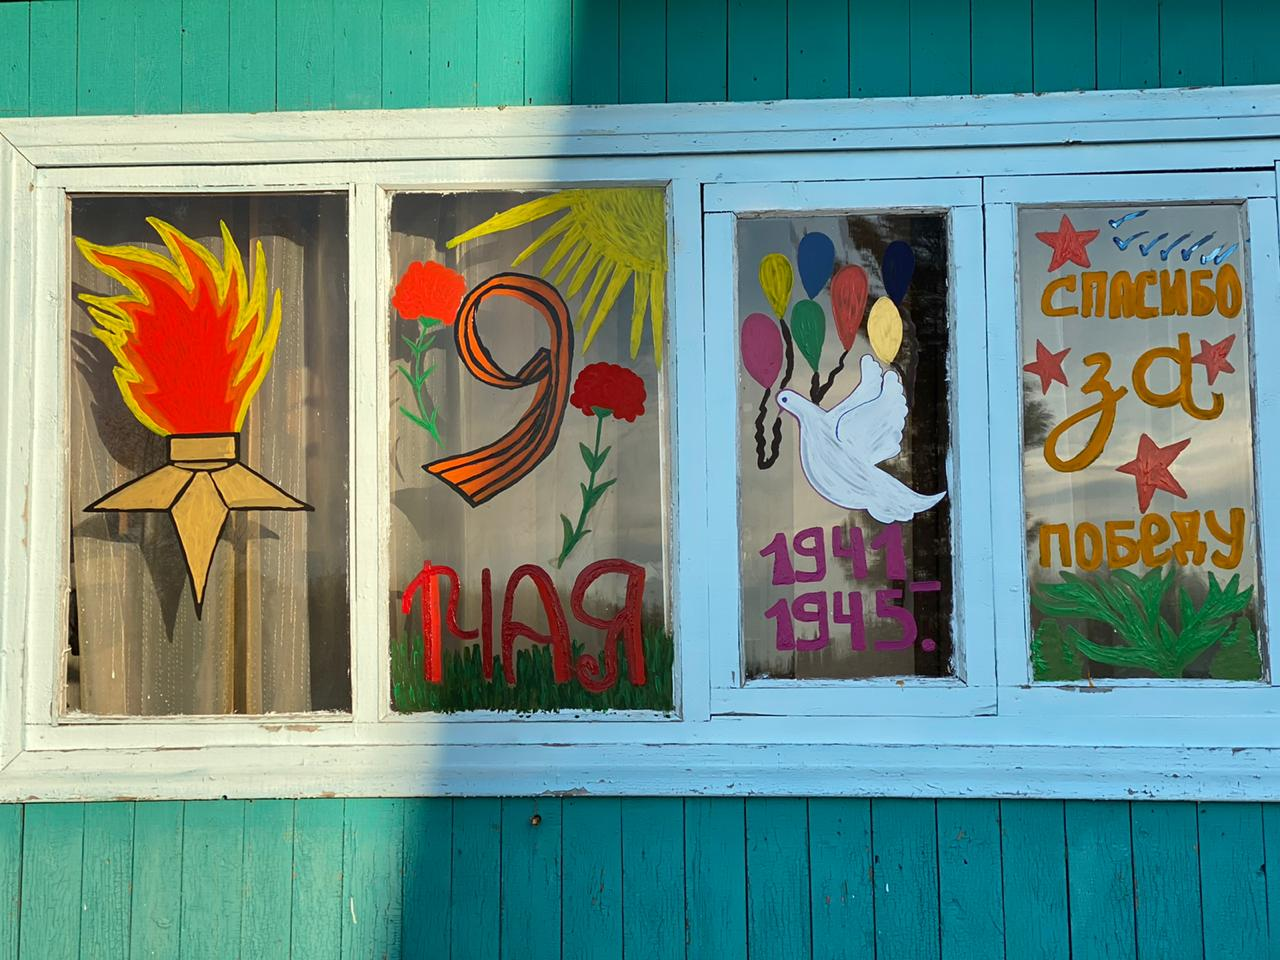 9
МАЯ
1941-
1945.
СПАСИБО
за
ПОБЕДУ